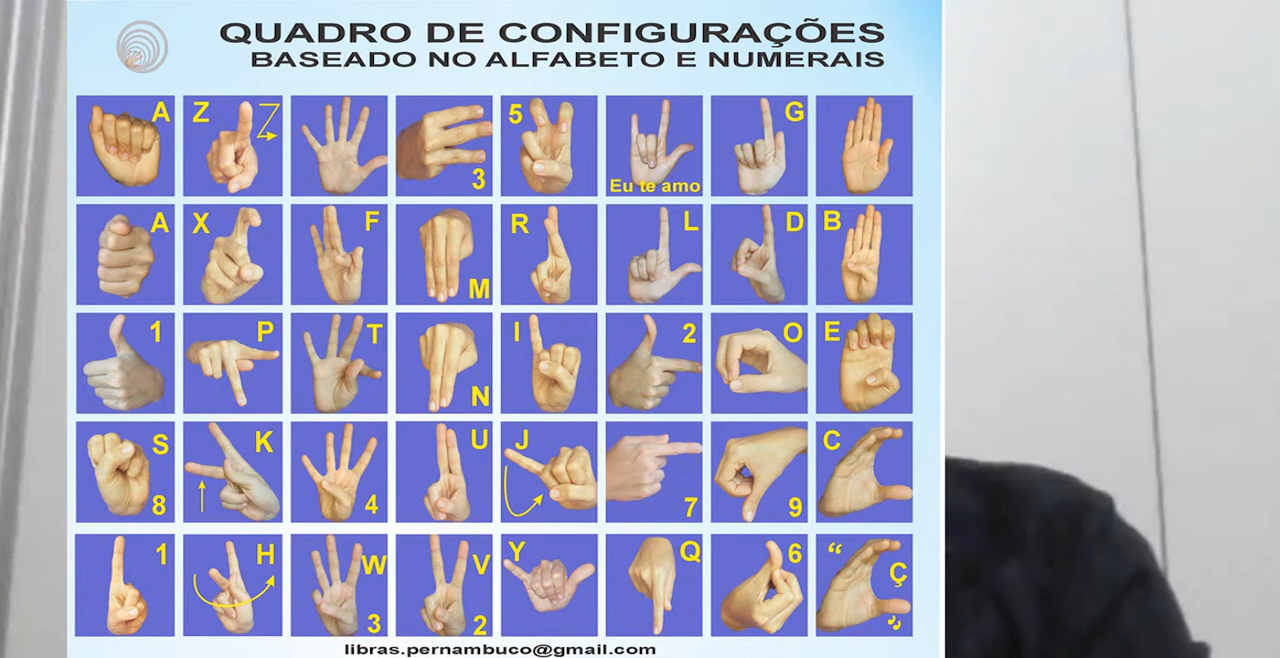 QUADRO DE CONFIGURAÇÕES
BASEADO NO ALFABETO E NUMERAIS
A Z 3 5 Eu te amo G
A X F M R L D B
1 P T N I 2 O E
S 8 K 4 U J 7 9 C
1 H W 3 V 2 Y Q 6 “ Ç
libras.pernambuco@gmail.com